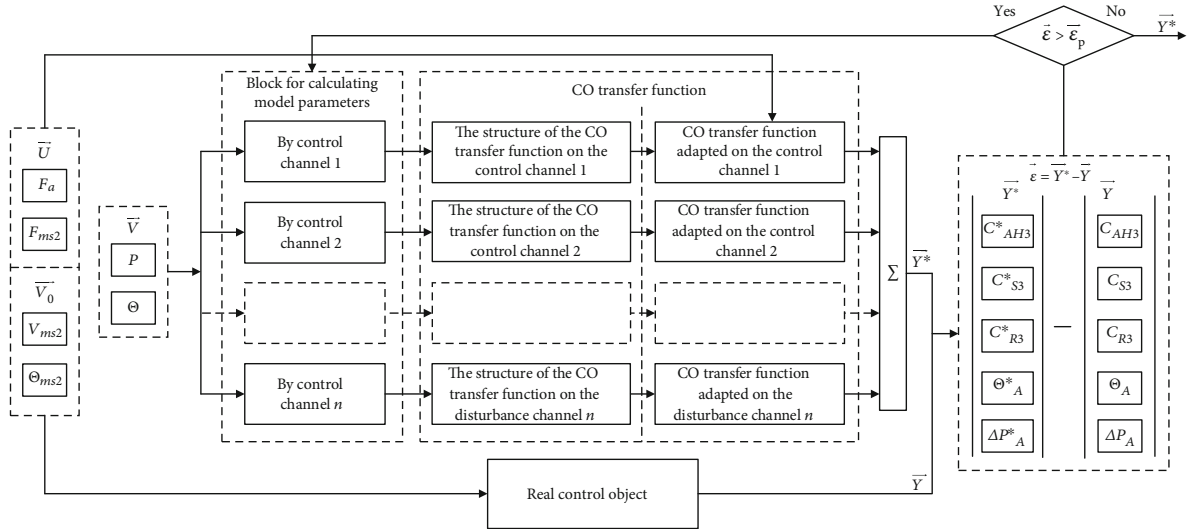 Yes
No
ε⃗ > ε⃗p
Y⃗*
Block for calculating
model parameters
CO transfer function
U⃗
Fa
Fms2
V⃗0
Vms2
Θms2
V⃗
P
Θ
By control
channel 1
The structure of the CO
transfer function on the
control channel 1
CO transfer function
adapted on the control
channel 1
By control
channel 2
The structure of the CO
transfer function on the
control channel 2
CO transfer function
adapted on the control
channel 2
By control
channel n
The structure of the CO
transfer function on the
disturbance channel n
CO transfer function
adapted on the
disturbance channel n
Σ
Y⃗*
ε⃗ = Y⃗* – Y⃗
Y⃗*
Y⃗
C*AH3
CAH3
C*S3
CS3
C*R3
—
CR3
Θ*A
ΘA
ΔP*A
ΔPA
Real control object
Y⃗